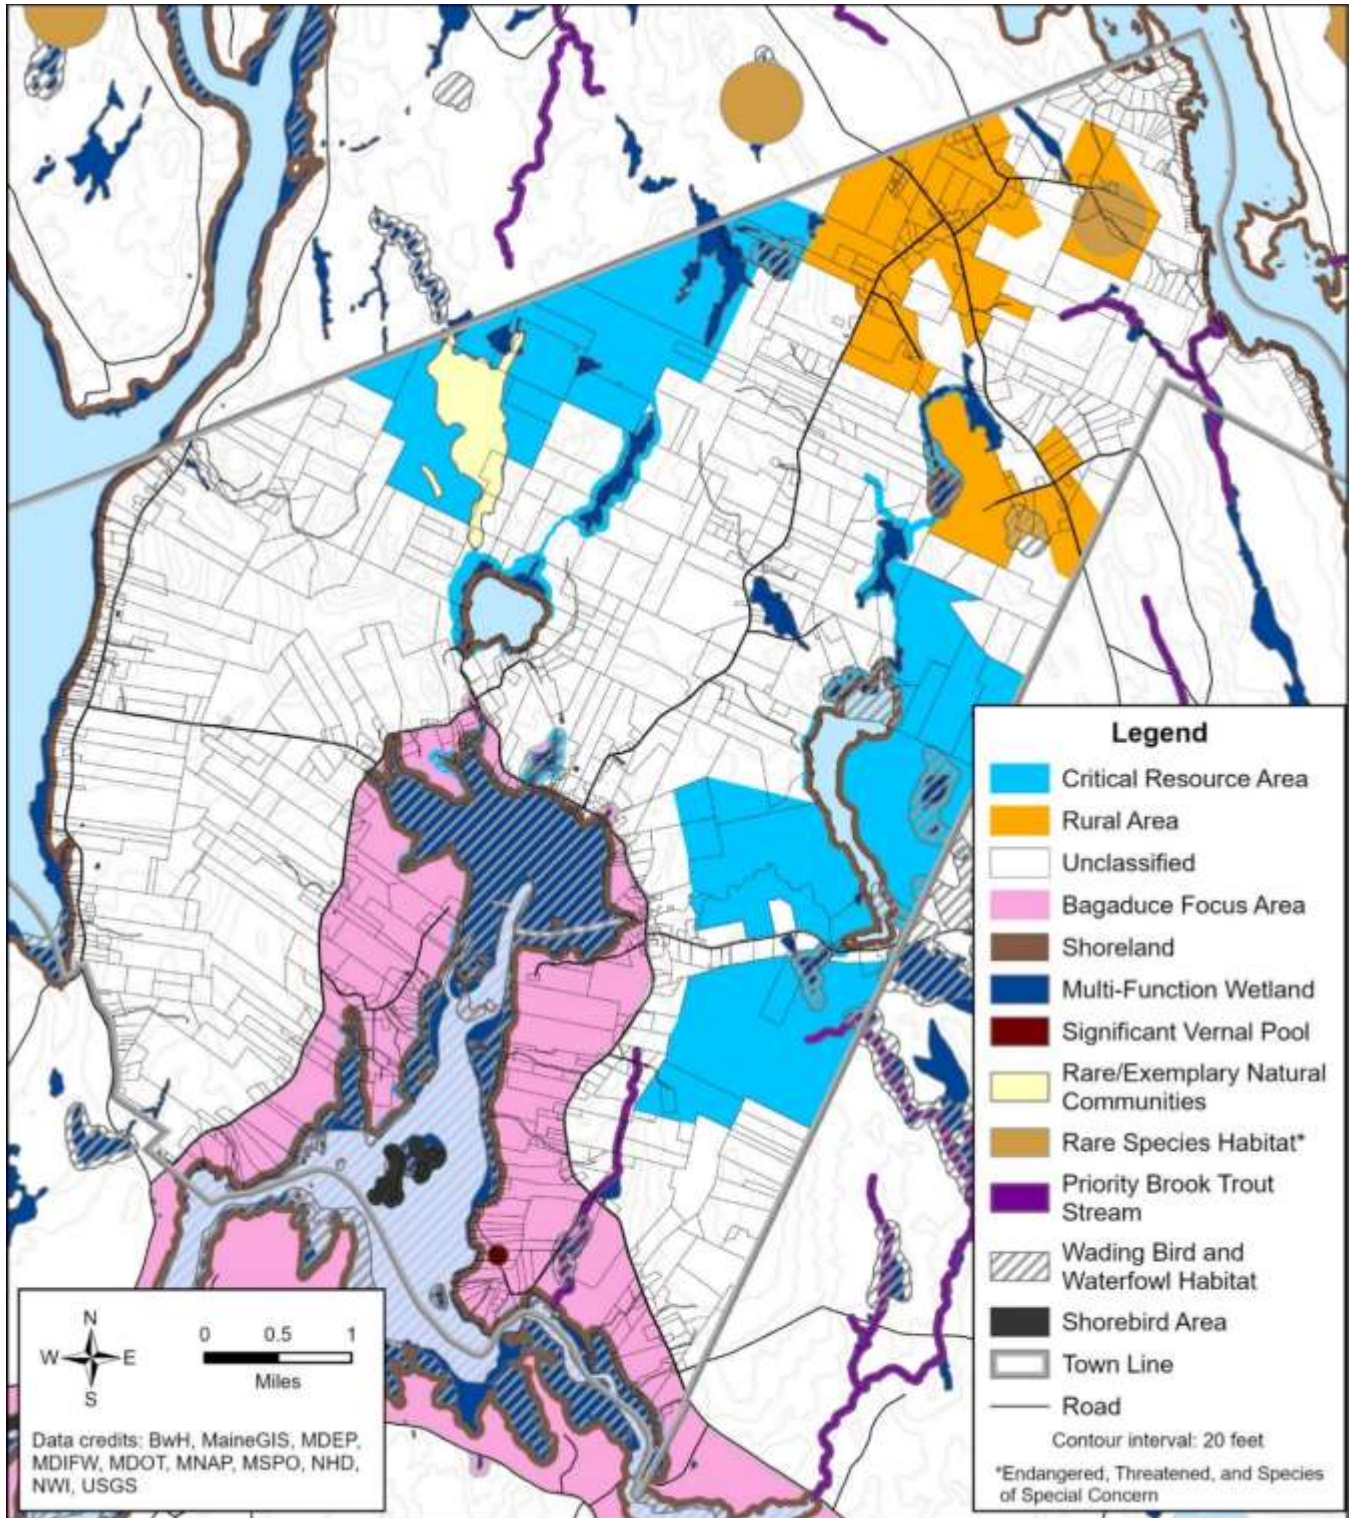 Legend
Critical Resource Area
Rural Area
Unclassified
Bagaduce Focus Area
Shoreland
Multi-Function Wetland
Significant Vernal Pool
Rare/Exemplary Natural
Communities
Rare Species Habitat*
Priority Brook Trout
Stream
Wading Bird and
Waterfowl Habitat
Shorebird Area
Town Line
Road
Contour interval: 20 feet
*Endangered, Threatened, and Species
of Special Concern
N
W E
S
0 0.5 1
Miles
Data credits: BwH, MaineGIS, MDEP,
MDIFW, MDOT, MNAP, MSPO, NHD,
NWI, USGS